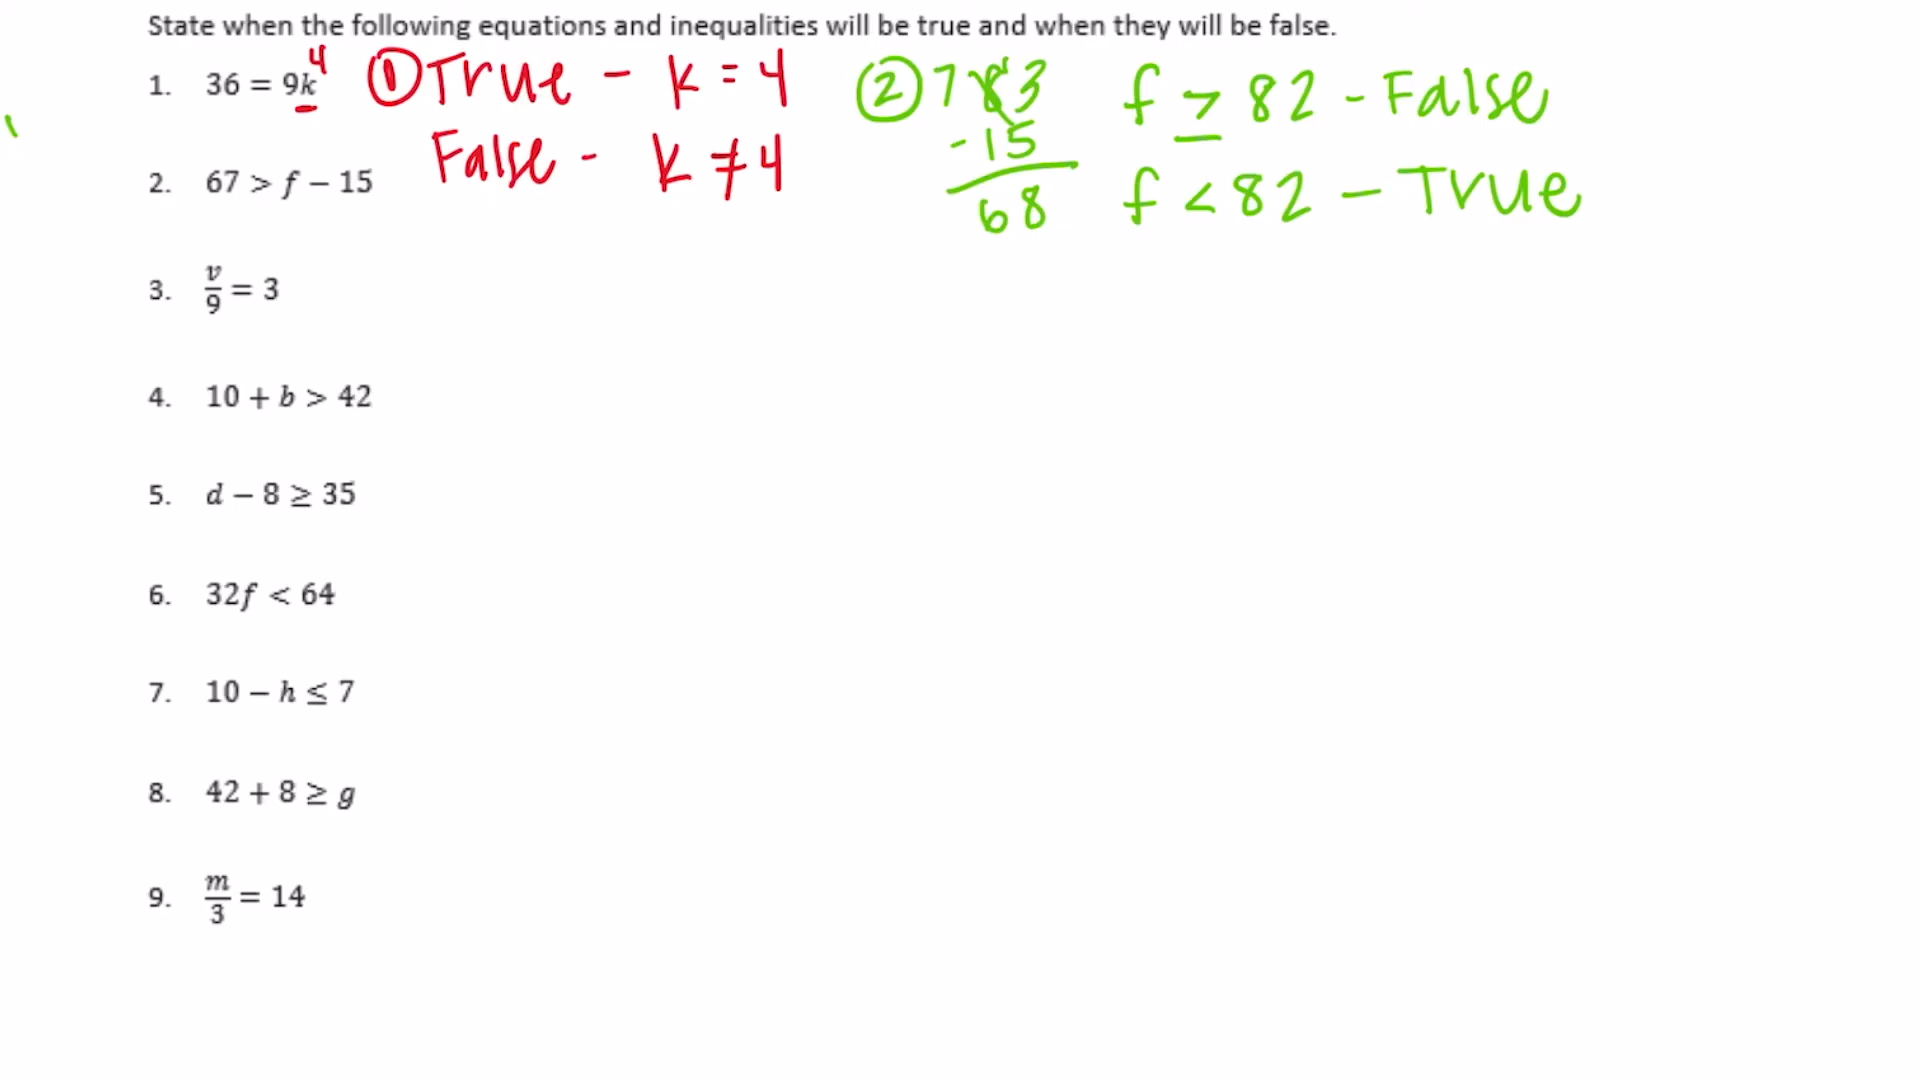 State when the following equations and inequalities will be true and when they will be false.
1. 36 = 9k 4
① True - k = 4
False - k ≠ 4
② 7 83
-15
68
f ≥ 82 - False
f < 82 - True
2. 67 > f − 15
3. v/9 = 3
4. 10 + b > 42
5. d − 8 ≥ 35
6. 32f < 64
7. 10 − h ≤ 7
8. 42 + 8 ≥ g
9. m/3 = 14